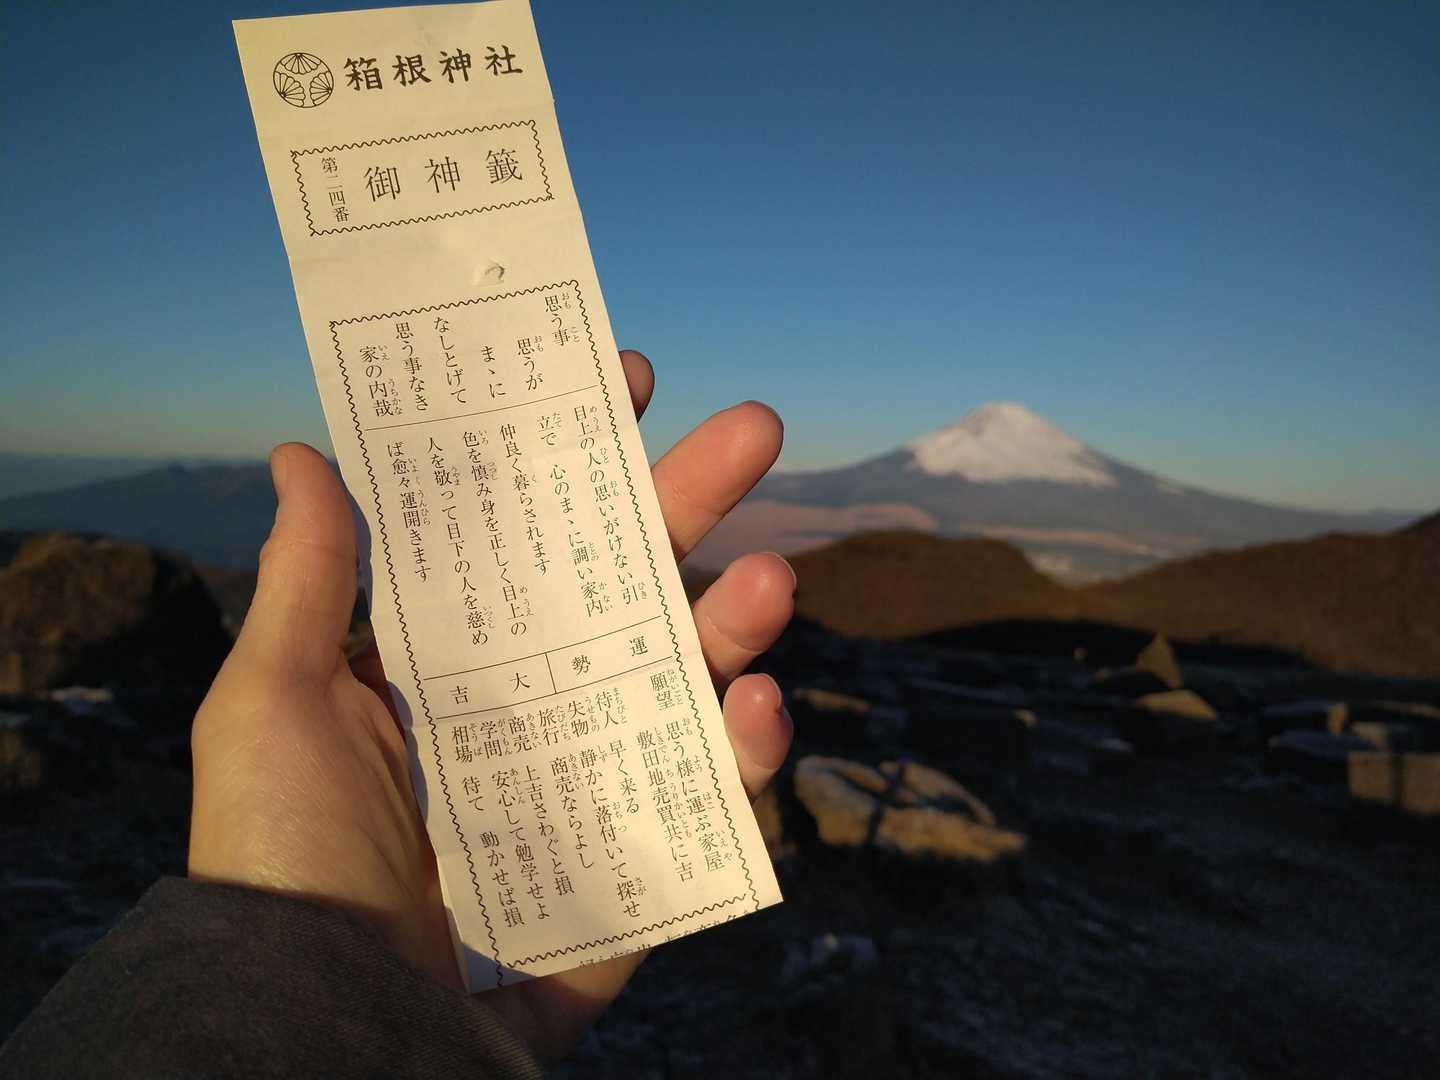 箱根神社
御神籤
第二四番
思う事
思うが
まゝに
なしとげて
思う事なき
家の内哉
目上の人の思いがけない引
立で 心のまゝに調い家内
仲良く暮らされます
色を慎み身を正しく目上の
人を敬って目下の人を慈め
ば愈々運開きます
運勢
大吉
願望 思う様に運ぶ家屋
敷田地売買共に吉
待人 早く来る
失物 静かに落付いて探せ
旅行 商売ならよし
商売 上吉さわぐと損
学問 安心して勉学せよ
相場 待て 動かせば損